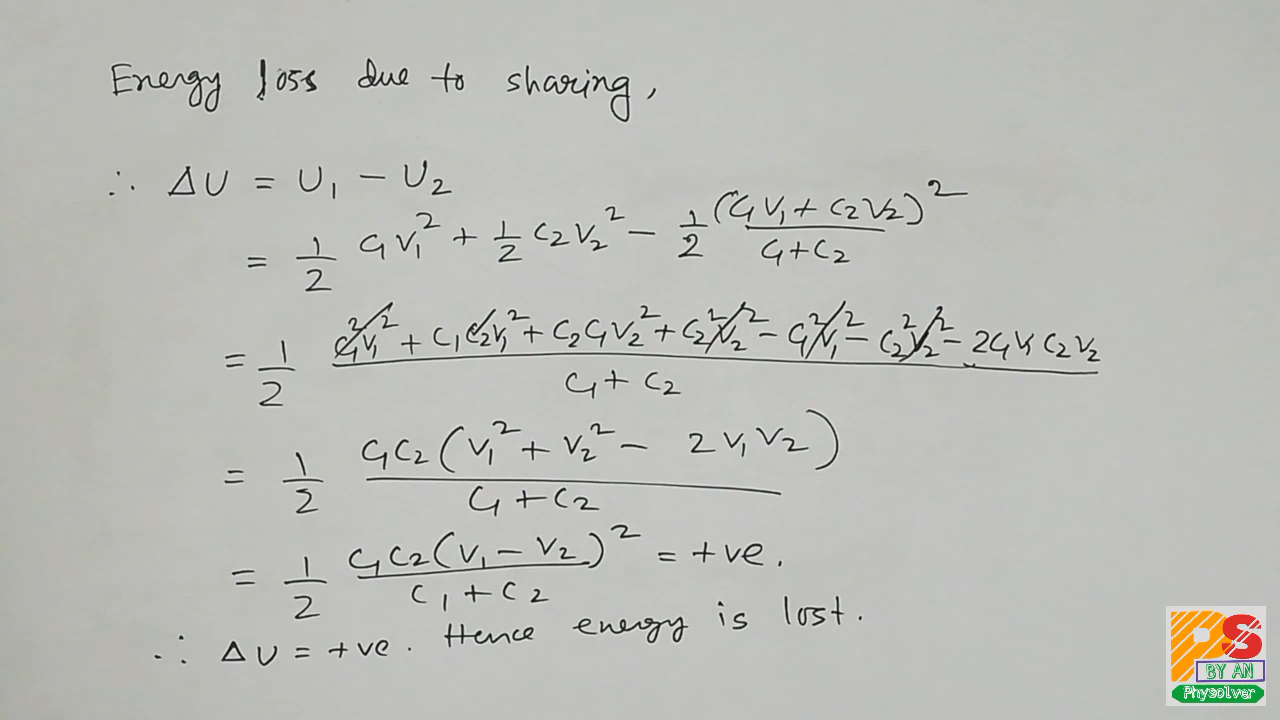 Energy loss due to sharing,
∴ ΔU = U₁ − U₂
= 1/2 C₁V₁² + 1/2 C₂V₂² − 1/2 (C₁V₁ + C₂V₂)² / C₁+C₂
= 1/2 C₁²V₁² + C₁C₂V₁² + C₂C₁V₂² + C₂²V₂² − C₁²V₁² − C₂²V₂² − 2C₁V₁C₂V₂ / C₁+C₂
= 1/2 C₁C₂(V₁² + V₂² − 2V₁V₂) / C₁+C₂
= 1/2 C₁C₂(V₁ − V₂)² / C₁+C₂ = +ve.
∴ ΔU = +ve. Hence energy is lost.
PS
BY AN
Physolver